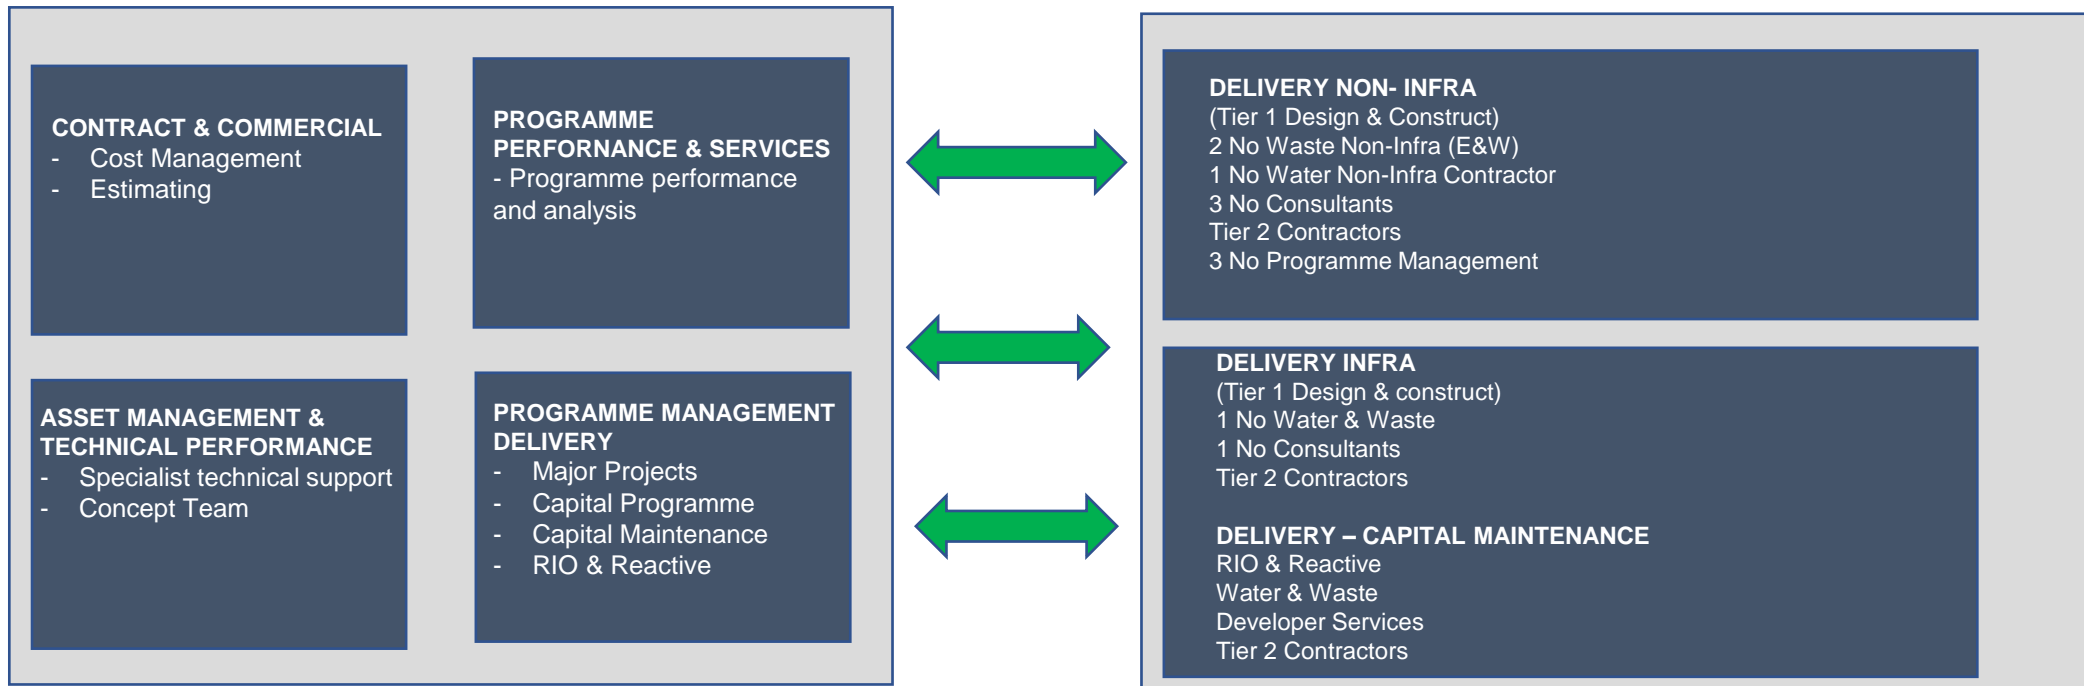 CONTRACT & COMMERCIAL
- Cost Management
- Estimating
PROGRAMME
PERFORNANCE & SERVICES
- Programme performance
and analysis
ASSET MANAGEMENT &
TECHNICAL PERFORMANCE
- Specialist technical support
- Concept Team
PROGRAMME MANAGEMENT
DELIVERY
- Major Projects
- Capital Programme
- Capital Maintenance
- RIO & Reactive
DELIVERY NON- INFRA
(Tier 1 Design & Construct)
2 No Waste Non-Infra (E&W)
1 No Water Non-Infra Contractor
3 No Consultants
Tier 2 Contractors
3 No Programme Management
DELIVERY INFRA
(Tier 1 Design & construct)
1 No Water & Waste
1 No Consultants
Tier 2 Contractors
DELIVERY – CAPITAL MAINTENANCE
RIO & Reactive
Water & Waste
Developer Services
Tier 2 Contractors